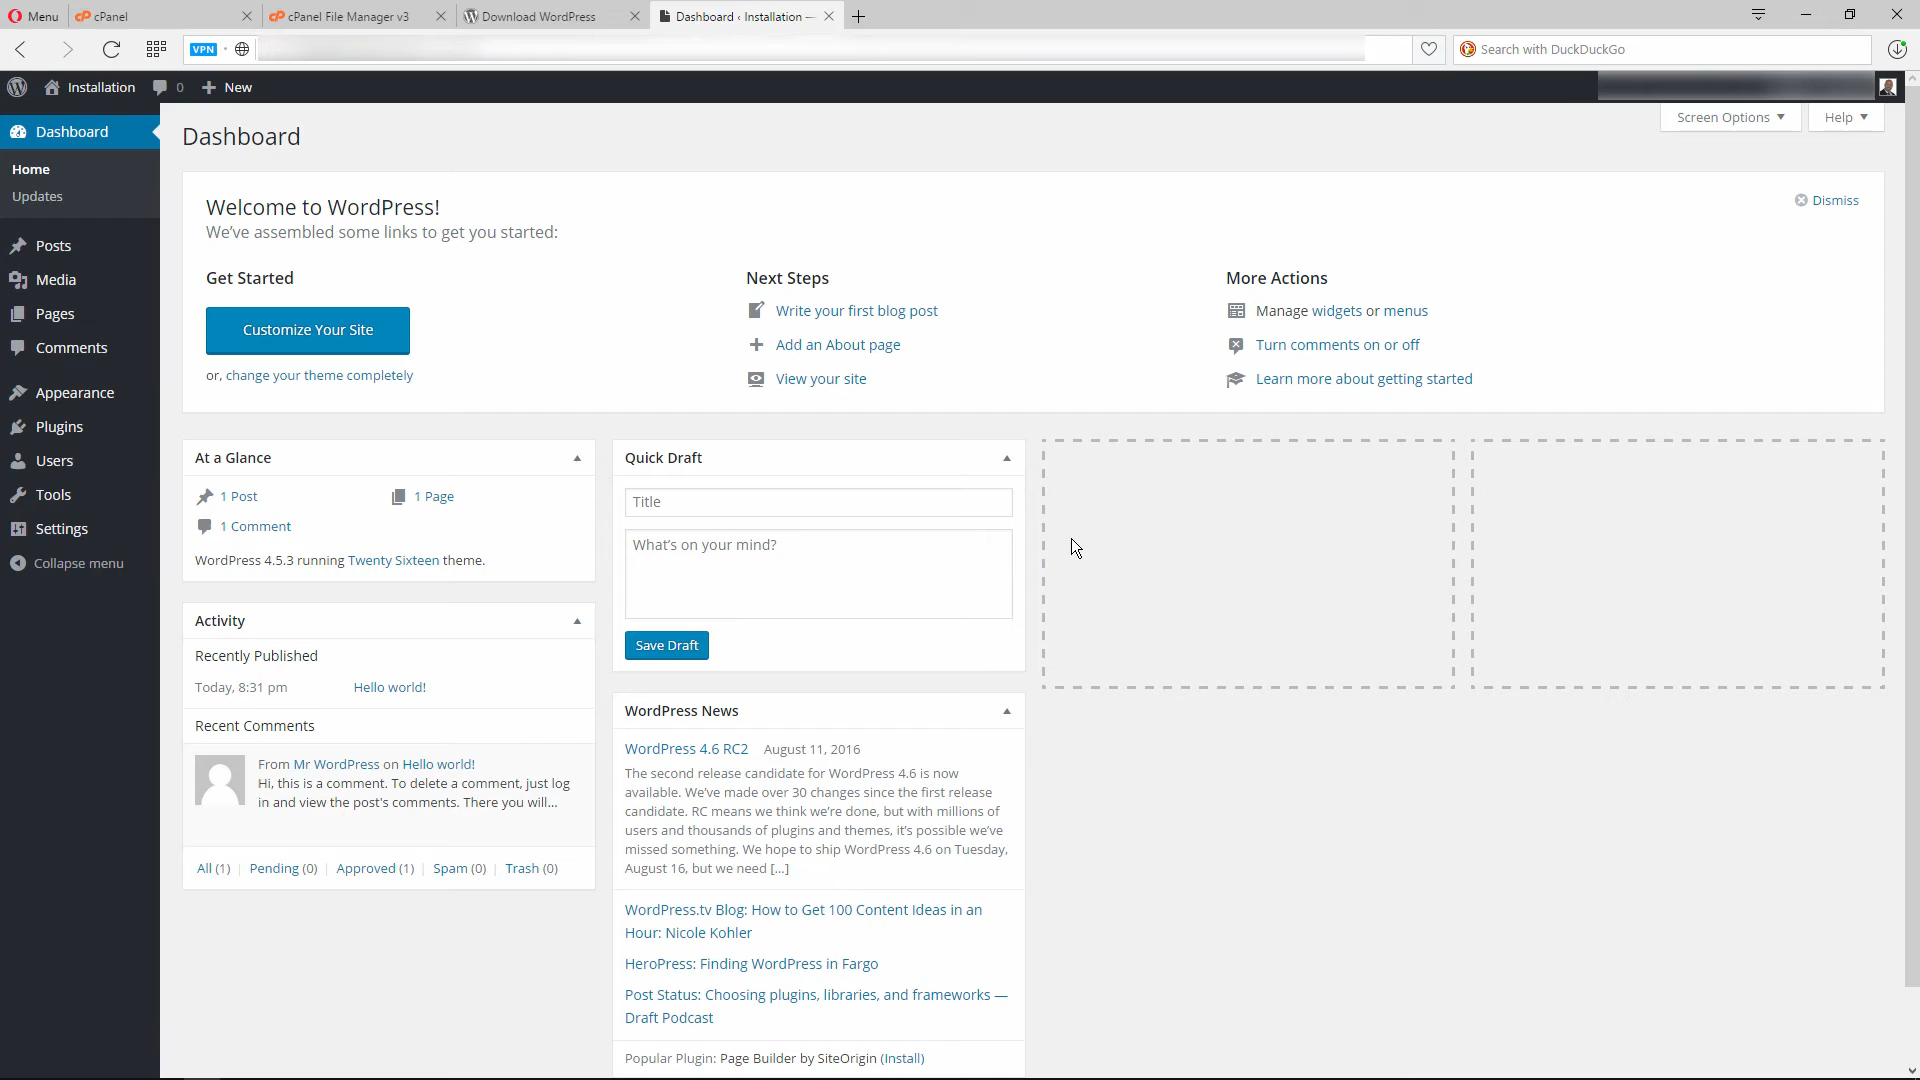 Menu
cPanel
cPanel File Manager v3
Download WordPress
Dashboard ‹ Installation —
VPN
Search with DuckDuckGo
Installation
0
New
Dashboard
Home
Updates
Posts
Media
Pages
Comments
Appearance
Plugins
Users
Tools
Settings
Collapse menu
Dashboard
Screen Options
Help
Welcome to WordPress!
We’ve assembled some links to get you started:
Dismiss
Get Started
Customize Your Site
or, change your theme completely
Next Steps
Write your first blog post
Add an About page
View your site
More Actions
Manage widgets or menus
Turn comments on or off
Learn more about getting started
At a Glance
1 Post
1 Page
1 Comment
WordPress 4.5.3 running Twenty Sixteen theme.
Activity
Recently Published
Today, 8:31 pm
Hello world!
Recent Comments
From Mr WordPress on Hello world!
Hi, this is a comment. To delete a comment, just log
in and view the post's comments. There you will…
All (1) | Pending (0) | Approved (1) | Spam (0) | Trash (0)
Quick Draft
Title
What’s on your mind?
Save Draft
WordPress News
WordPress 4.6 RC2 August 11, 2016
The second release candidate for WordPress 4.6 is now
available. We’ve made over 30 changes since the first release
candidate. RC means we think we’re done, but with millions of
users and thousands of plugins and themes, it’s possible we’ve
missed something. We hope to ship WordPress 4.6 on Tuesday,
August 16, but we need […]
WordPress.tv Blog: How to Get 100 Content Ideas in an
Hour: Nicole Kohler
HeroPress: Finding WordPress in Fargo
Post Status: Choosing plugins, libraries, and frameworks —
Draft Podcast
Popular Plugin: Page Builder by SiteOrigin (Install)